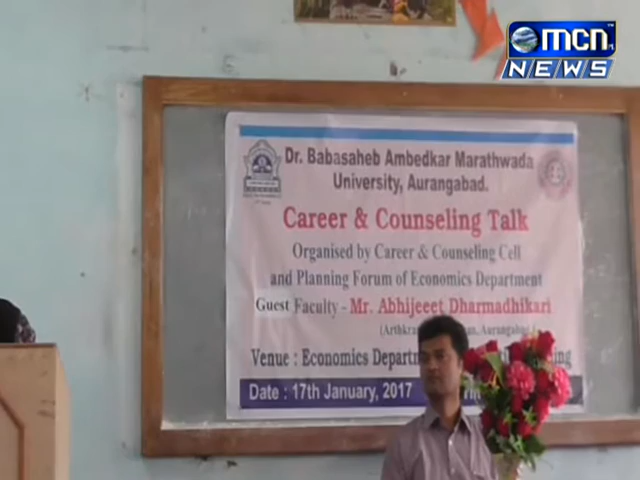 mcn
NEWS
Dr. Babasaheb Ambedkar Marathwada
University, Aurangabad.
Career & Counseling Talk
Organised by Career & Counseling Cell
and Planning Forum of Economics Department
Guest Faculty - Mr. Abhijeeet Dharmadhikari
Aurangabad
Venue : Economics
Date : 17th January, 2017